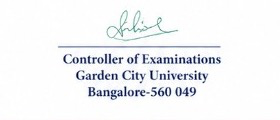 Controller of Examinations
Garden City University
Bangalore-560 049